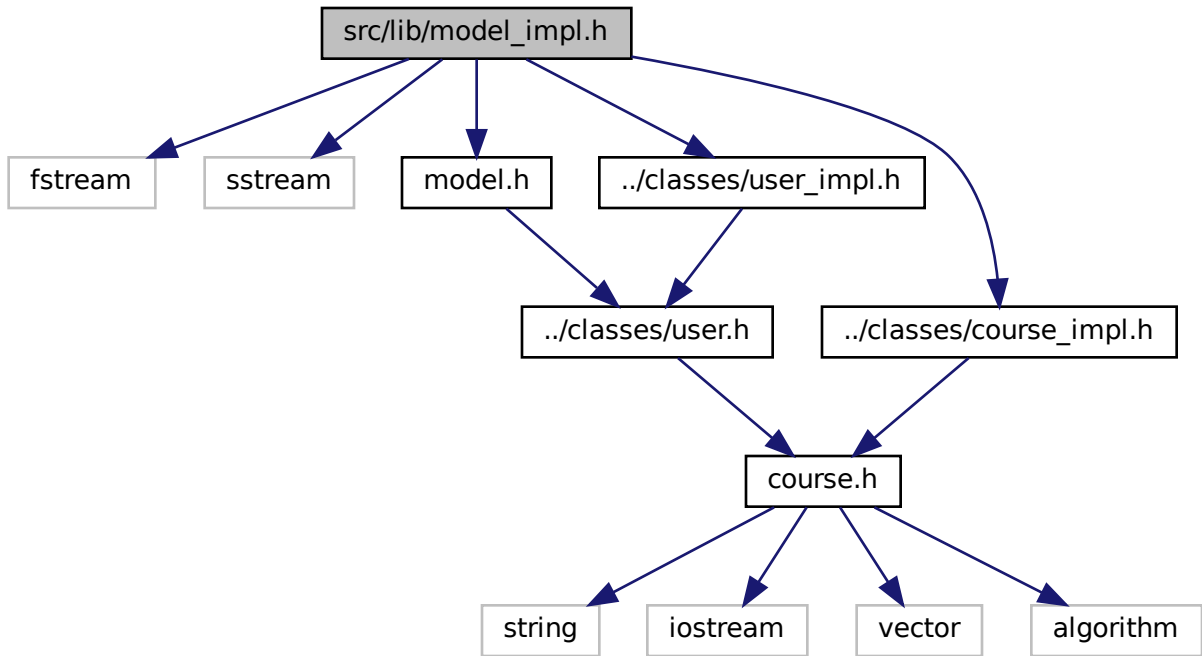 src/lib/model_impl.h
fstream
sstream
model.h
../classes/user_impl.h
../classes/user.h
../classes/course_impl.h
course.h
string
iostream
vector
algorithm